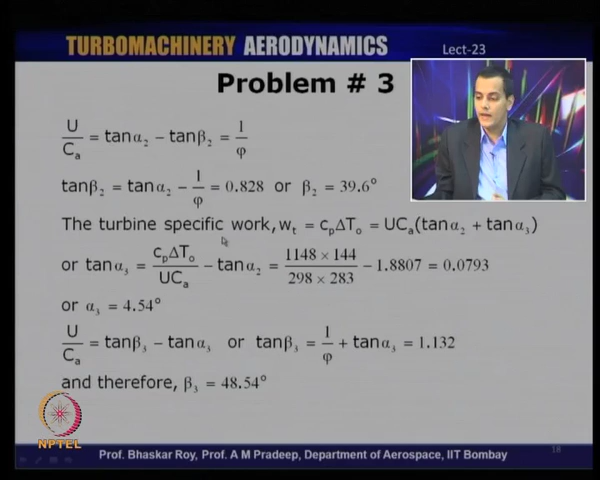 TURBOMACHINERY AERODYNAMICS Lect-23
Problem # 3
U/Cₐ = tanα₂ − tanβ₂ = 1/φ
tanβ₂ = tanα₂ − 1/φ = 0.828 or β₂ = 39.6°
The turbine specific work, wₜ = cₚΔTₒ = UCₐ(tanα₂ + tanα₃)
or tanα₃ = cₚΔTₒ/UCₐ − tanα₂ = 1148 × 144/298 × 283 − 1.8807 = 0.0793
or α₃ = 4.54°
U/Cₐ = tanβ₃ − tanα₃ or tanβ₃ = 1/φ + tanα₃ = 1.132
and therefore, β₃ = 48.54°
NPTEL
Prof. Bhaskar Roy, Prof. A M Pradeep, Department of Aerospace, IIT Bombay
18